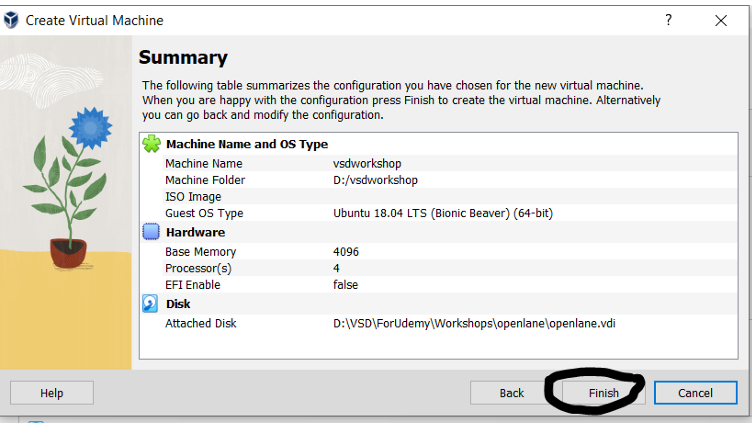 Create Virtual Machine
Summary
The following table summarizes the configuration you have chosen for the new virtual machine.
When you are happy with the configuration press Finish to create the virtual machine. Alternatively
you can go back and modify the configuration.
Machine Name and OS Type
Machine Name vsdworkshop
Machine Folder D:/vsdworkshop
ISO Image
Guest OS Type Ubuntu 18.04 LTS (Bionic Beaver) (64-bit)
Hardware
Base Memory 4096
Processor(s) 4
EFI Enable false
Disk
Attached Disk D:\VSD\ForUdemy\Workshops\openlane\openlane.vdi
Help Back Finish Cancel